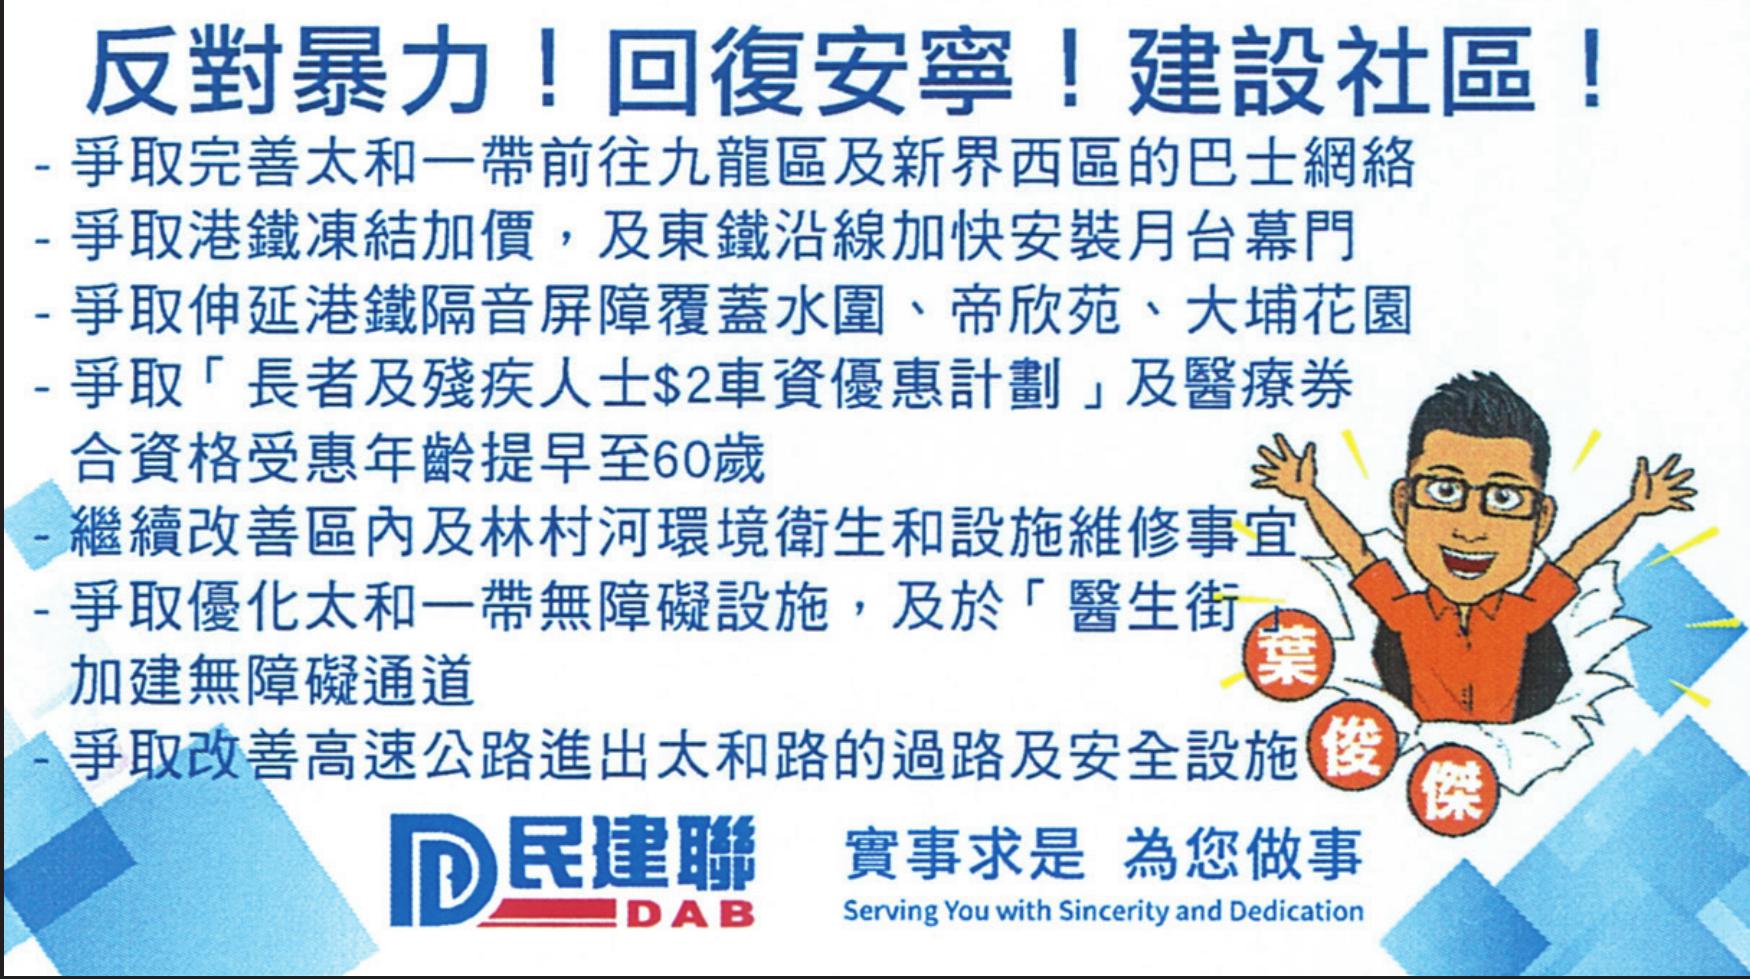 反對暴力！回復安寧！建設社區！
- 爭取完善太和一帶前往九龍區及新界西區的巴士網絡
- 爭取港鐵凍結加價，及東鐵沿線加快安裝月台幕門
- 爭取伸延港鐵隔音屏障覆蓋水圍、帝欣苑、大埔花園
- 爭取「長者及殘疾人士$2車資優惠計劃」及醫療券
合資格受惠年齡提早至60歲
- 繼續改善區內及林村河環境衛生和設施維修事宜
- 爭取優化太和一帶無障礙設施，及於「醫生街」
加建無障礙通道
- 爭取改善高速公路進出太和路的過路及安全設施
葉
俊
傑
民建聯
DAB
實事求是 為您做事
Serving You with Sincerity and Dedication